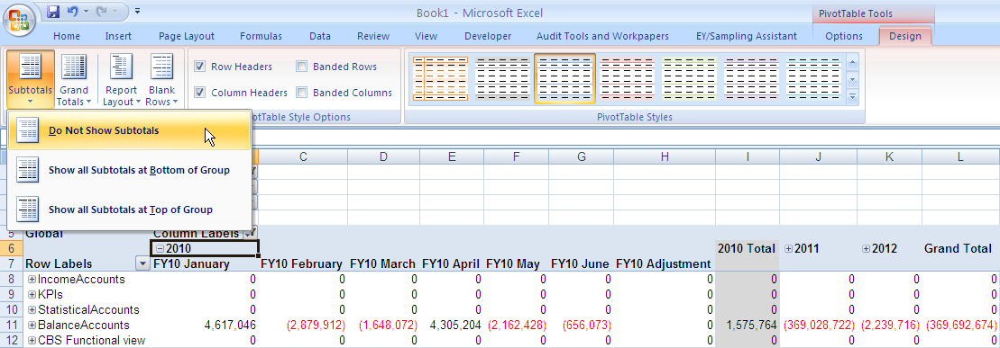 Book1 - Microsoft Excel PivotTable Tools
Home Insert Page Layout Formulas Data Review View Developer Audit Tools and Workpapers EY/Sampling Assistant Options Design
Subtotals Grand Totals Report Layout Blank Rows
Row Headers Banded Rows
Column Headers Banded Columns
votTable Style Options PivotTable Styles
Do Not Show Subtotals
Show all Subtotals at Bottom of Group
Show all Subtotals at Top of Group
C D E F G H I J K L
5 Global Column Labels
6 2010 2010 Total 2011 2012 Grand Total
7 Row Labels FY10 January FY10 February FY10 March FY10 April FY10 May FY10 June FY10 Adjustment
8 IncomeAccounts 0 0 0 0 0 0 0 0 0 0 0
9 KPIs 0 0 0 0 0 0 0 0 0 0 0
10 StatisticalAccounts 0 0 0 0 0 0 0 0 0 0 0
11 BalanceAccounts 4,617,046 (2,879,912) (1,648,072) 4,305,204 (2,162,428) (656,073) 0 1,575,764 (369,028,722) (2,239,716) (369,692,674)
12 CBS Functional view 0 0 0 0 0 0 0 0 0 0 0